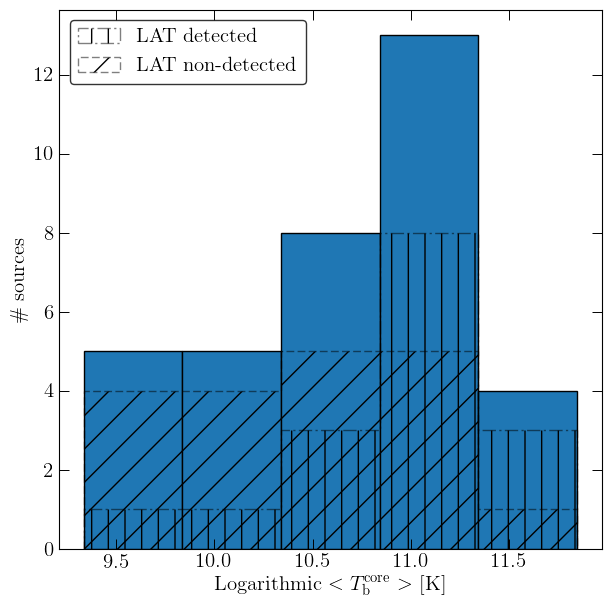 LAT detected
LAT non-detected
12
10
8
6
4
2
0
# sources
9.5 10.0 10.5 11.0 11.5
Logarithmic < T_b^core > [K]